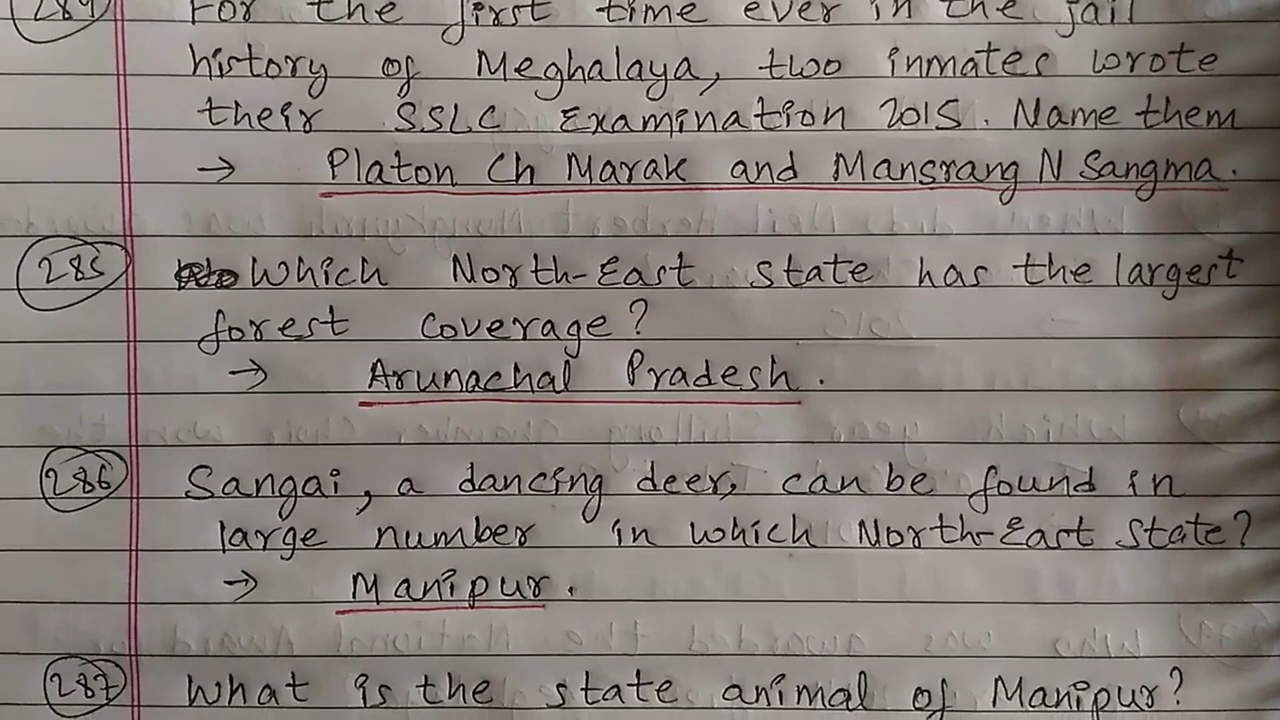 284 For the first time ever in the jail
history of Meghalaya, two inmates wrote
their SSLC Examination 2015. Name them
→ Platon Ch Marak and Mansrang N Sangma.
285 Which North-East state has the largest
forest coverage?
→ Arunachal Pradesh.
286 Sangai, a dancing deer, can be found in
large number in which North-East state?
→ Manipur.
287 What is the state animal of Manipur?